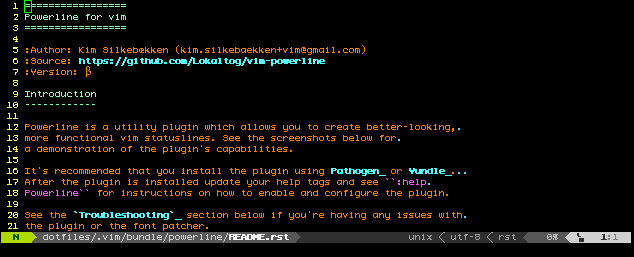 1 =================
2 Powerline for vim
3 =================
4
5 :Author: Kim Silkebækken (kim.silkebaekken+vim@gmail.com)
6 :Source: https://github.com/Lokaltog/vim-powerline
7 :Version: β
8
9 Introduction
10 ------------
11
12 Powerline is a utility plugin which allows you to create better-looking,.
13 more functional vim statuslines. See the screenshots below for.
14 a demonstration of the plugin's capabilities.
15
16 It's recommended that you install the plugin using Pathogen_ or Vundle_...
17 After the plugin is installed update your help tags and see ``:help.
18 Powerline`` for instructions on how to enable and configure the plugin.
19
20 See the `Troubleshooting`_ section below if you're having any issues with.
21 the plugin or the font patcher.
N dotfiles/.vim/bundle/powerline/README.rst unix utf-8 rst 0% 1:1